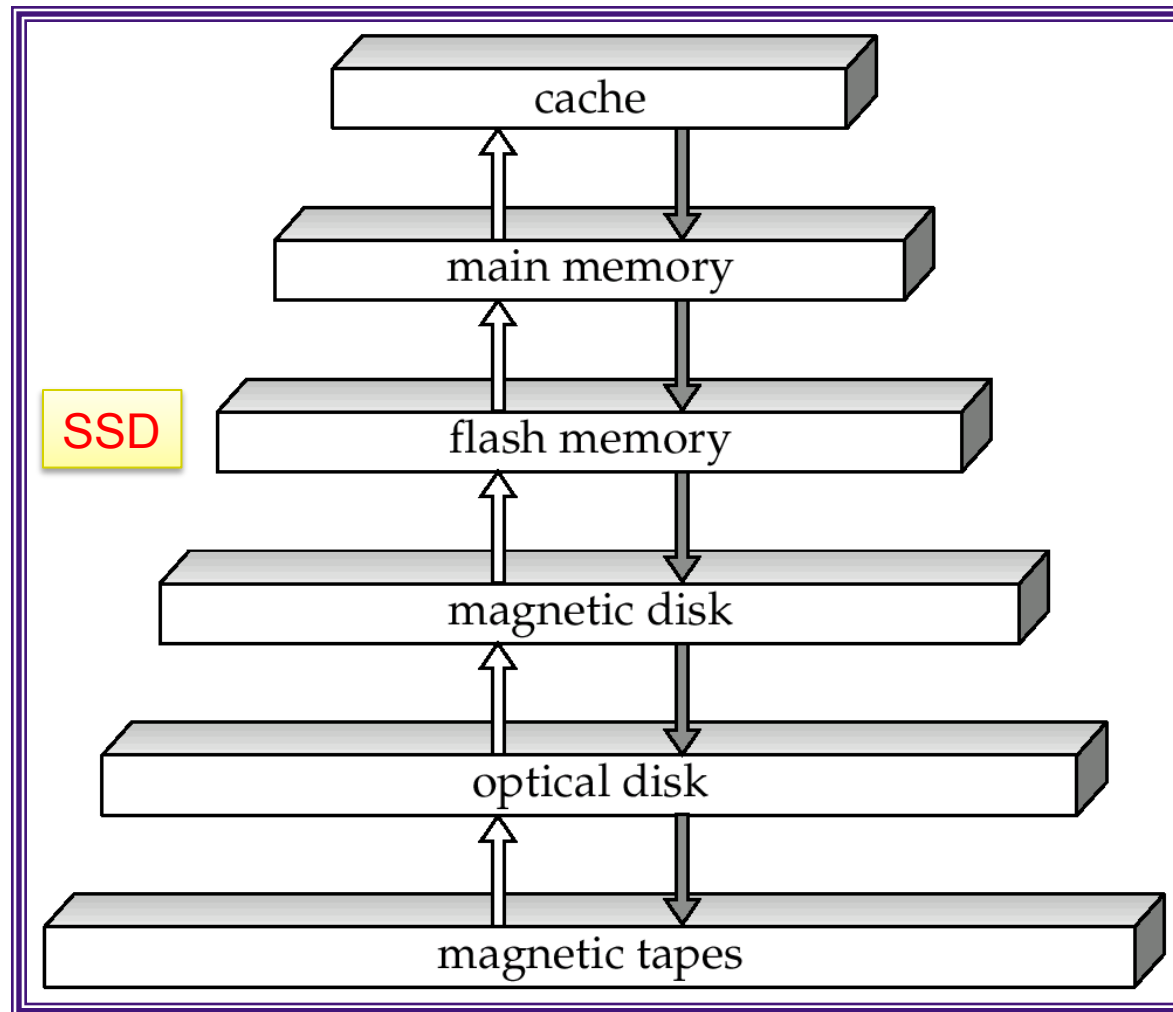 cache
main memory
SSD
flash memory
magnetic disk
optical disk
magnetic tapes